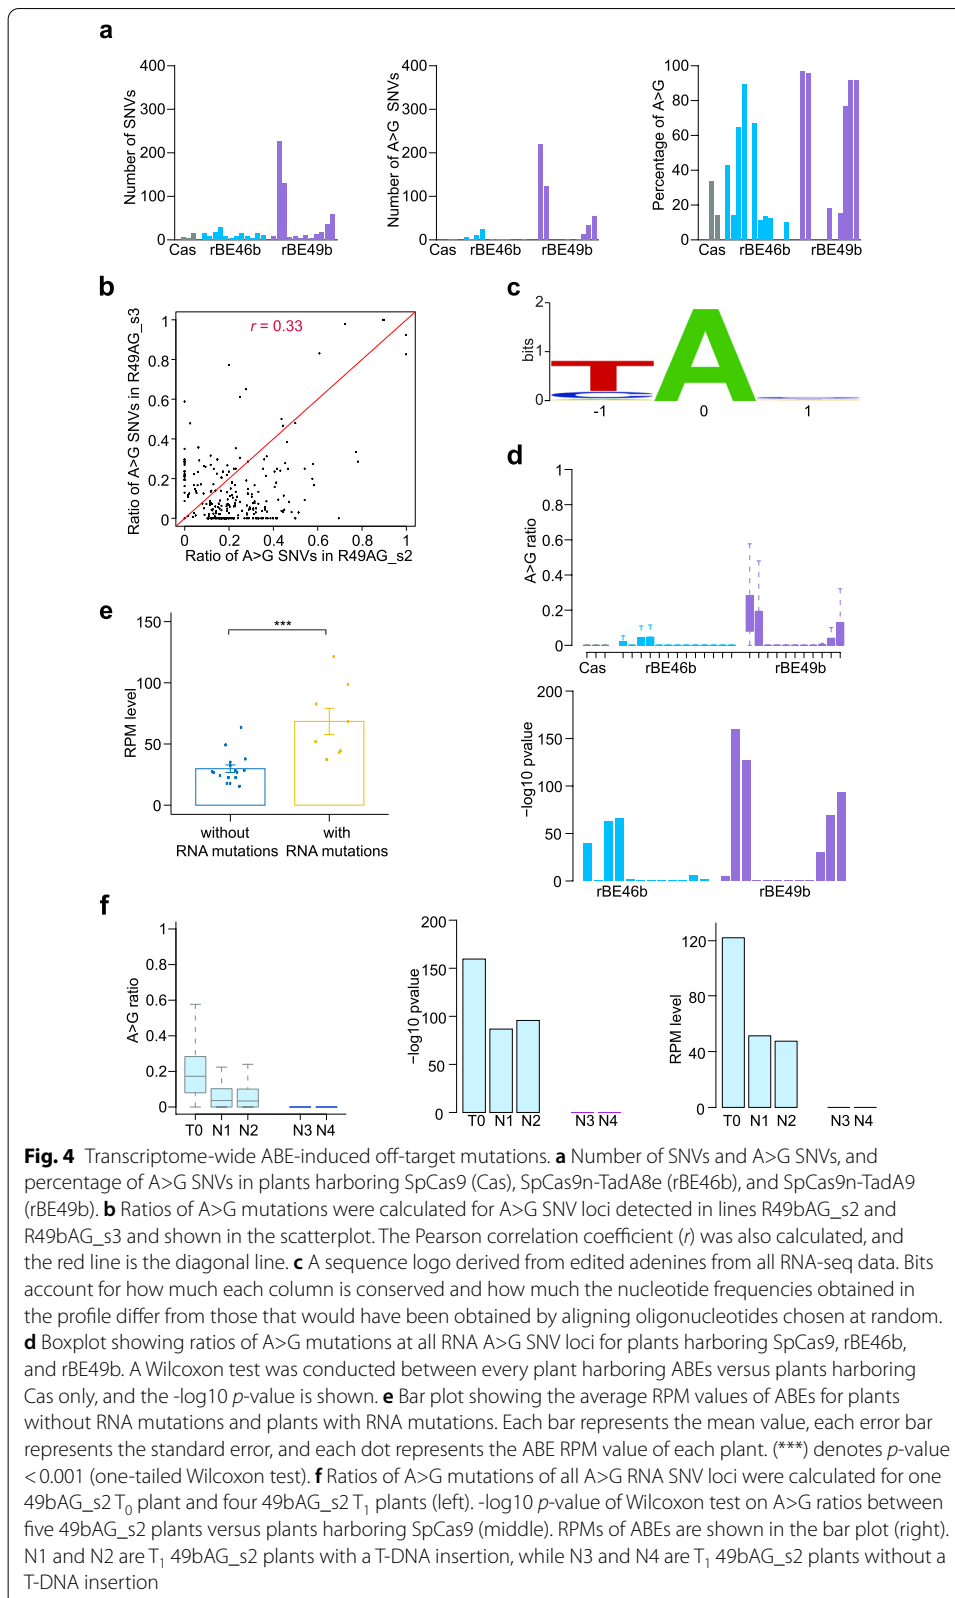 a
400
300
200
100
0
Number of SNVs
Cas rBE46b rBE49b
400
300
200
100
0
Number of A>G SNVs
Cas rBE46b rBE49b
100
80
60
40
20
0
Percentage of A>G
Cas rBE46b rBE49b
b
r = 0.33
1
0.8
0.6
0.4
0.2
0
Ratio of A>G SNVs in R49AG_s3
0 0.2 0.4 0.6 0.8 1
Ratio of A>G SNVs in R49AG_s2
c
2
1
0
bits
TA
-1 0 1
d
1
0.8
0.6
0.4
0.2
0
A>G ratio
Cas rBE46b rBE49b
200
150
100
50
0
−log10 pvalue
rBE46b rBE49b
e
150
100
50
0
RPM level
***
without RNA mutations
with RNA mutations
f
1
0.8
0.6
0.4
0.2
0
A>G ratio
T0 N1 N2 N3 N4
200
150
100
50
0
−log10 pvalue
T0 N1 N2 N3 N4
120
80
40
0
RPM level
T0 N1 N2 N3 N4
Fig. 4 Transcriptome-wide ABE-induced off-target mutations. a Number of SNVs and A>G SNVs, and
percentage of A>G SNVs in plants harboring SpCas9 (Cas), SpCas9n-TadA8e (rBE46b), and SpCas9n-TadA9
(rBE49b). b Ratios of A>G mutations were calculated for A>G SNV loci detected in lines R49bAG_s2 and
R49bAG_s3 and shown in the scatterplot. The Pearson correlation coefficient (r) was also calculated, and
the red line is the diagonal line. c A sequence logo derived from edited adenines from all RNA-seq data. Bits
account for how much each column is conserved and how much the nucleotide frequencies obtained in
the profile differ from those that would have been obtained by aligning oligonucleotides chosen at random.
d Boxplot showing ratios of A>G mutations at all RNA A>G SNV loci for plants harboring SpCas9, rBE46b,
and rBE49b. A Wilcoxon test was conducted between every plant harboring ABEs versus plants harboring
Cas only, and the -log10 p-value is shown. e Bar plot showing the average RPM values of ABEs for plants
without RNA mutations and plants with RNA mutations. Each bar represents the mean value, each error bar
represents the standard error, and each dot represents the ABE RPM value of each plant. (***) denotes p-value
< 0.001 (one-tailed Wilcoxon test). f Ratios of A>G mutations of all A>G RNA SNV loci were calculated for one
49bAG_s2 T0 plant and four 49bAG_s2 T1 plants (left). -log10 p-value of Wilcoxon test on A>G ratios between
five 49bAG_s2 plants versus plants harboring SpCas9 (middle). RPMs of ABEs are shown in the bar plot (right).
N1 and N2 are T1 49bAG_s2 plants with a T-DNA insertion, while N3 and N4 are T1 49bAG_s2 plants without a
T-DNA insertion